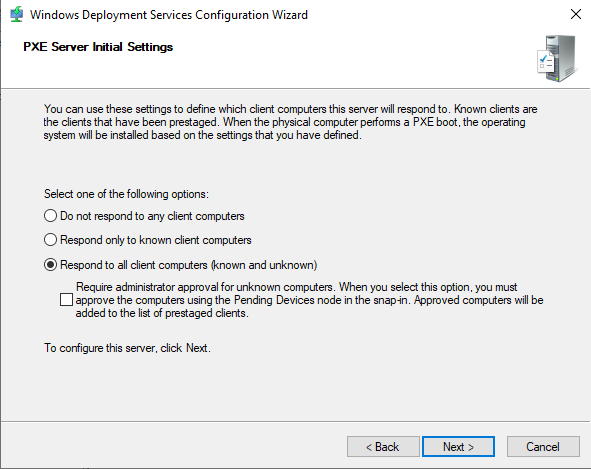 Windows Deployment Services Configuration Wizard
PXE Server Initial Settings
You can use these settings to define which client computers this server will respond to. Known clients are
the clients that have been prestaged. When the physical computer performs a PXE boot, the operating
system will be installed based on the settings that you have defined.
Select one of the following options:
Do not respond to any client computers
Respond only to known client computers
Respond to all client computers (known and unknown)
Require administrator approval for unknown computers. When you select this option, you must
approve the computers using the Pending Devices node in the snap-in. Approved computers will be
added to the list of prestaged clients.
To configure this server, click Next.
< Back
Next >
Cancel